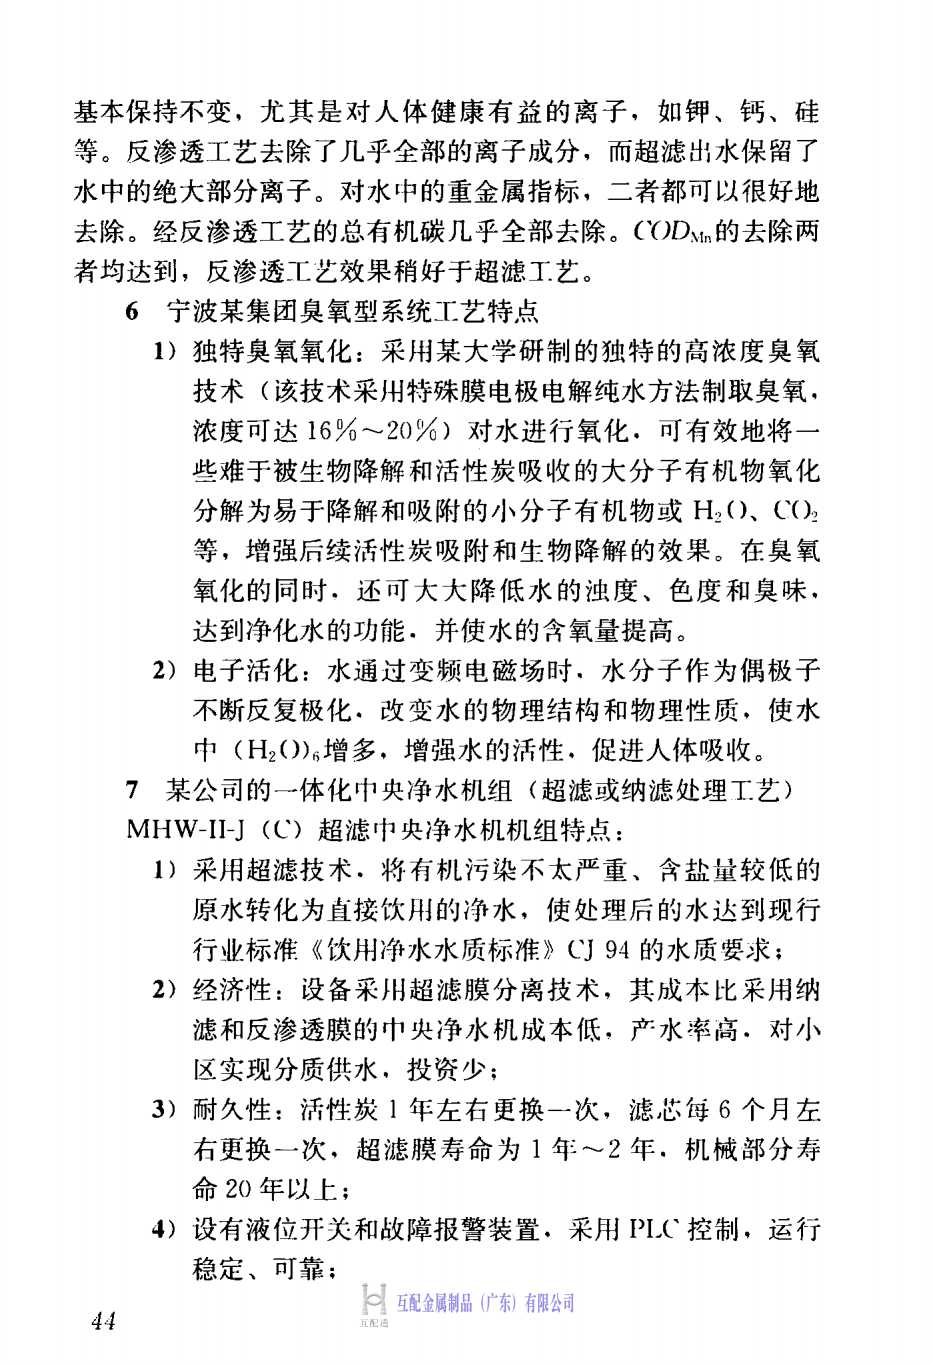 基本保持不变，尤其是对人体健康有益的离子，如钾、钙、硅
等。反渗透工艺去除了几乎全部的离子成分，而超滤出水保留了
水中的绝大部分离子。对水中的重金属指标，二者都可以很好地
去除。经反渗透工艺的总有机碳几乎全部去除。CODMn的去除两
者均达到，反渗透工艺效果稍好于超滤工艺。
6 宁波某集团臭氧型系统工艺特点
1）独特臭氧氧化：采用某大学研制的独特的高浓度臭氧
技术（该技术采用特殊膜电极电解纯水方法制取臭氧，
浓度可达 16%～20%）对水进行氧化，可有效地将一
些难于被生物降解和活性炭吸收的大分子有机物氧化
分解为易于降解和吸附的小分子有机物或 H₂O、CO₂
等，增强后续活性炭吸附和生物降解的效果。在臭氧
氧化的同时，还可大大降低水的浊度、色度和臭味，
达到净化水的功能，并使水的含氧量提高。
2）电子活化：水通过变频电磁场时，水分子作为偶极子
不断反复极化，改变水的物理结构和物理性质，使水
中（H₂O)₆增多，增强水的活性，促进人体吸收。
7 某公司的一体化中央净水机组（超滤或纳滤处理工艺）
MHW-II-J（C）超滤中央净水机机组特点：
1）采用超滤技术，将有机污染不太严重、含盐量较低的
原水转化为直接饮用的净水，使处理后的水达到现行
行业标准《饮用净水水质标准》CJ 94 的水质要求；
2）经济性：设备采用超滤膜分离技术，其成本比采用纳
滤和反渗透膜的中央净水机成本低，产水率高，对小
区实现分质供水，投资少；
3）耐久性：活性炭 1 年左右更换一次，滤芯每 6 个月左
右更换一次，超滤膜寿命为 1 年～2 年，机械部分寿
命 20 年以上；
4）设有液位开关和故障报警装置，采用 PLC 控制，运行
稳定、可靠；
互配通
互配金属制品（广东）有限公司
44